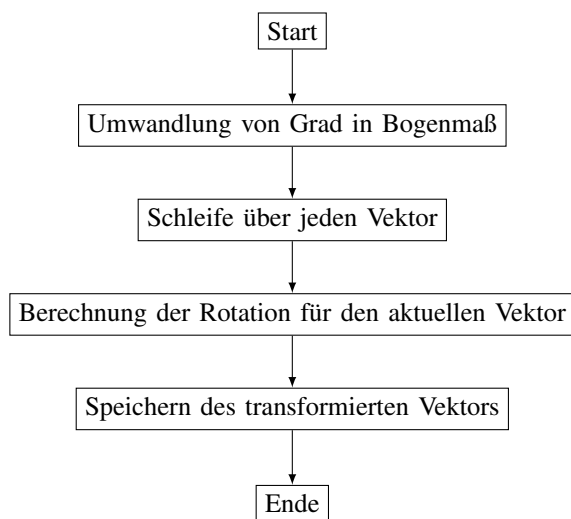 Start
Umwandlung von Grad in Bogenmaß
Schleife über jeden Vektor
Berechnung der Rotation für den aktuellen Vektor
Speichern des transformierten Vektors
Ende